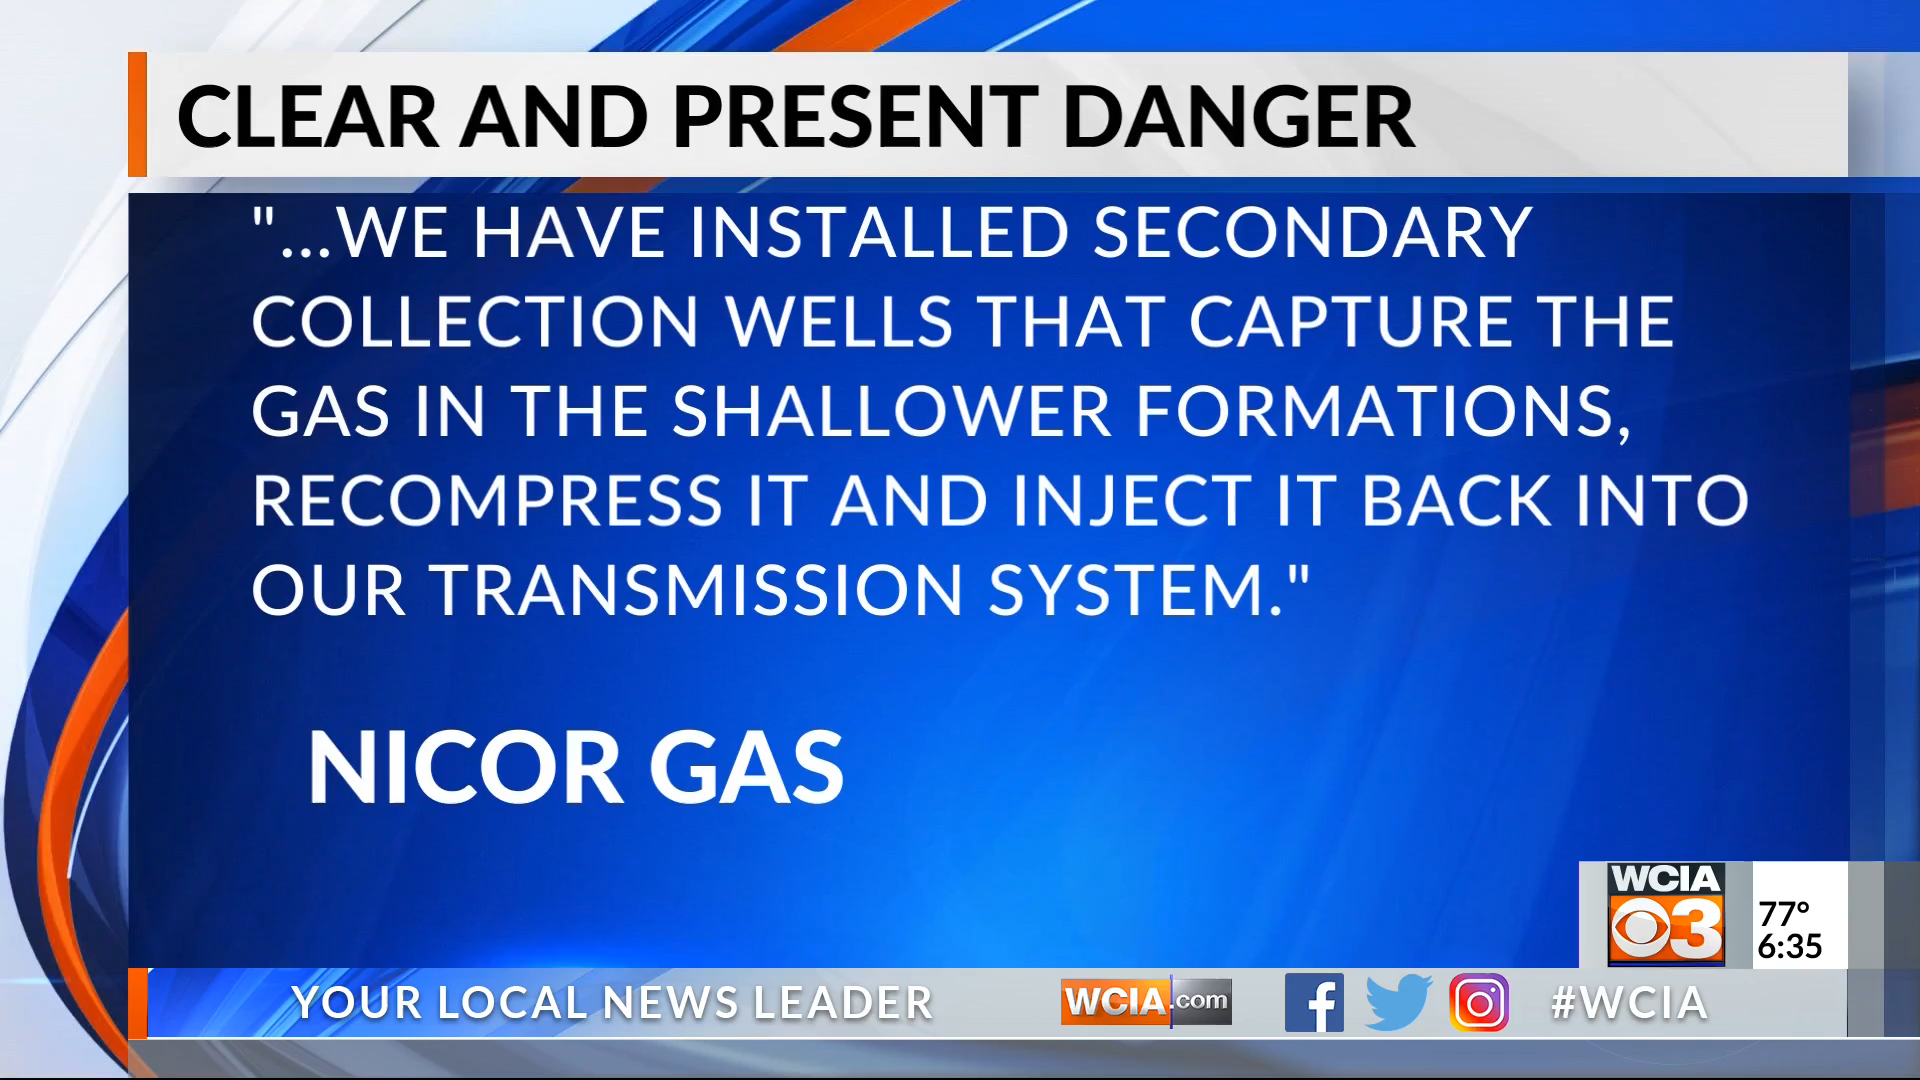 CLEAR AND PRESENT DANGER
"...WE HAVE INSTALLED SECONDARY
COLLECTION WELLS THAT CAPTURE THE
GAS IN THE SHALLOWER FORMATIONS,
RECOMPRESS IT AND INJECT IT BACK INTO
OUR TRANSMISSION SYSTEM."
NICOR GAS
WCIA
3
77°
6:35
YOUR LOCAL NEWS LEADER
WCIA.com
#WCIA